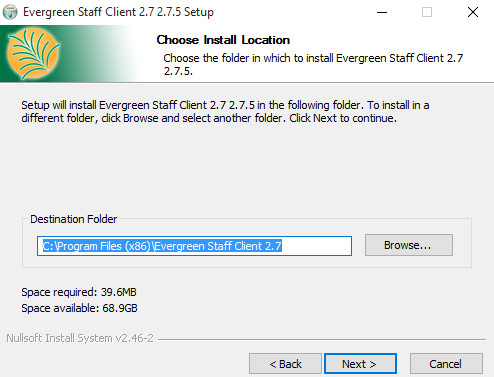 Evergreen Staff Client 2.7 2.7.5 Setup
Choose Install Location
Choose the folder in which to install Evergreen Staff Client 2.7
2.7.5.
Setup will install Evergreen Staff Client 2.7 2.7.5 in the following folder. To install in a
different folder, click Browse and select another folder. Click Next to continue.
Destination Folder
C:\Program Files (x86)\Evergreen Staff Client 2.7
Browse...
Space required: 39.6MB
Space available: 68.9GB
Nullsoft Install System v2.46-2
< Back
Next >
Cancel